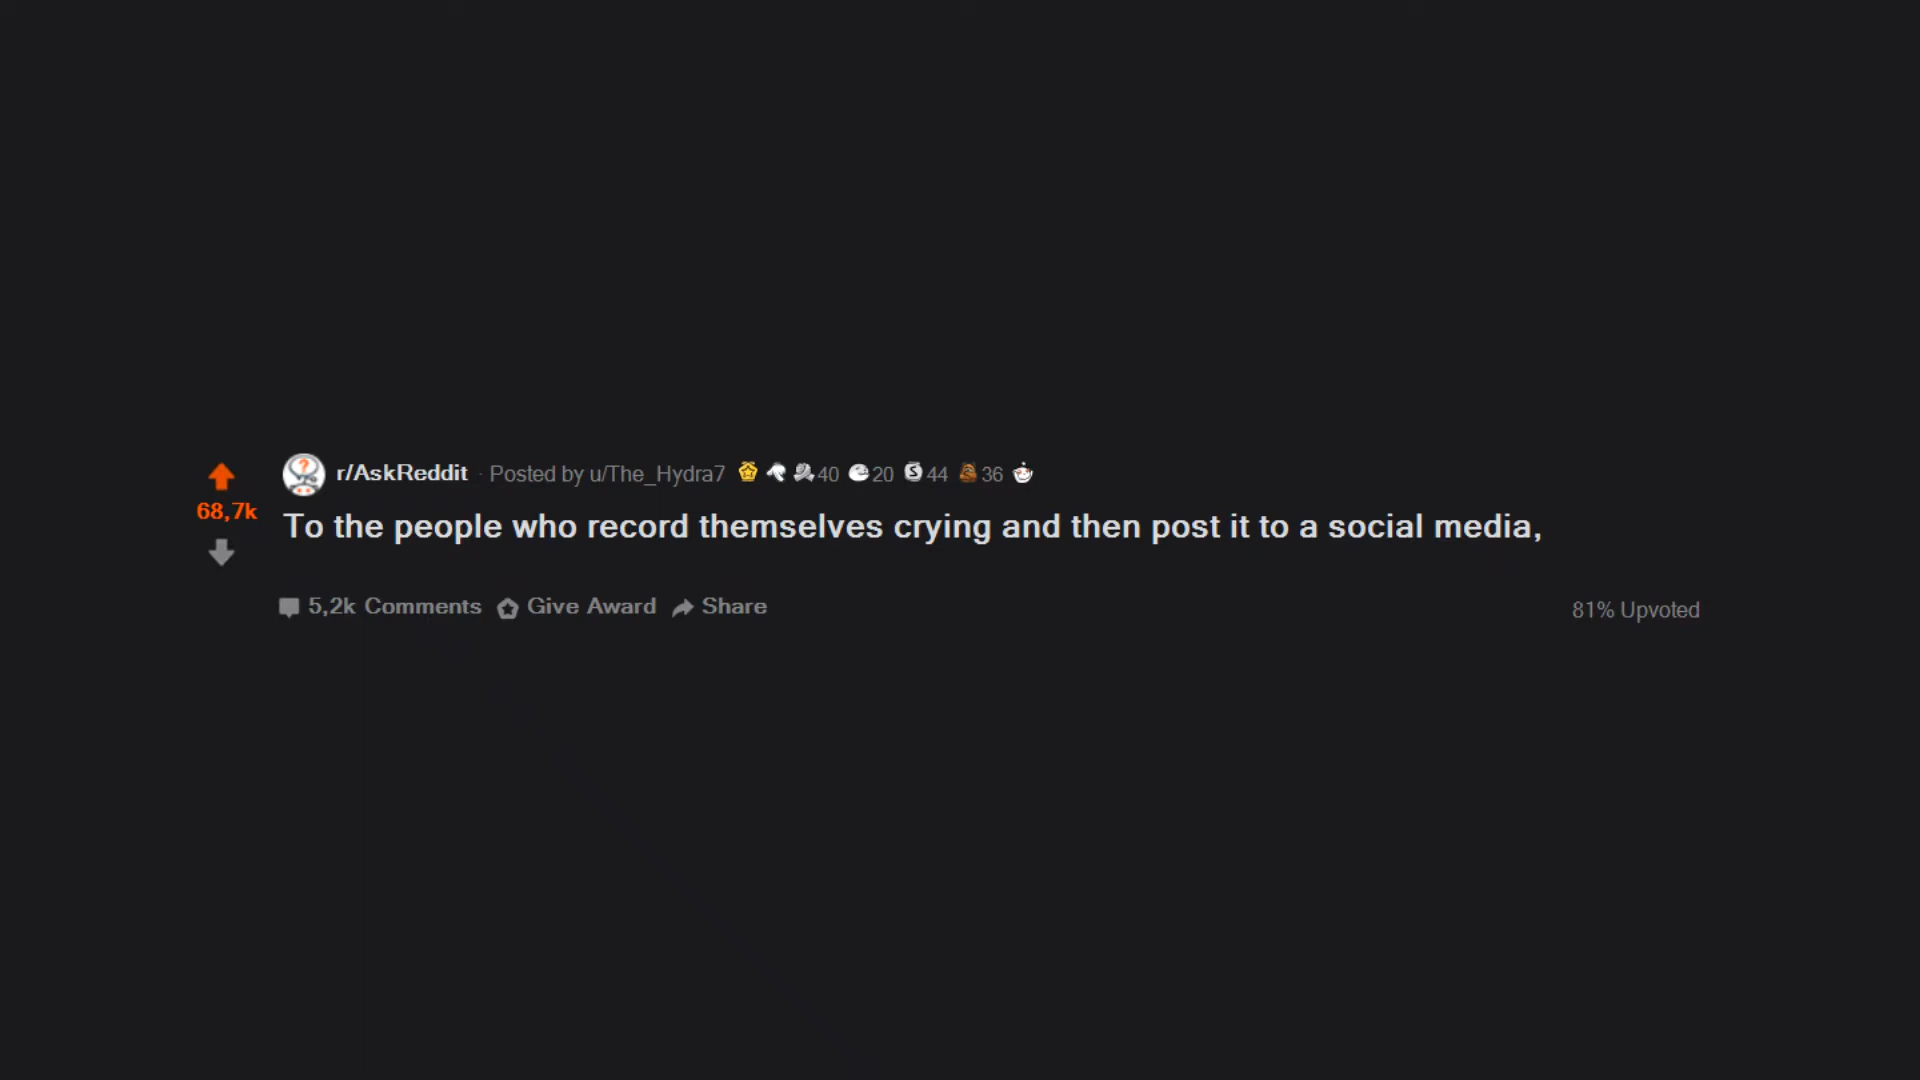 r/AskReddit · Posted by u/The_Hydra7 40 20 44 36
68,7k
To the people who record themselves crying and then post it to a social media,
5,2k Comments Give Award Share
81% Upvoted